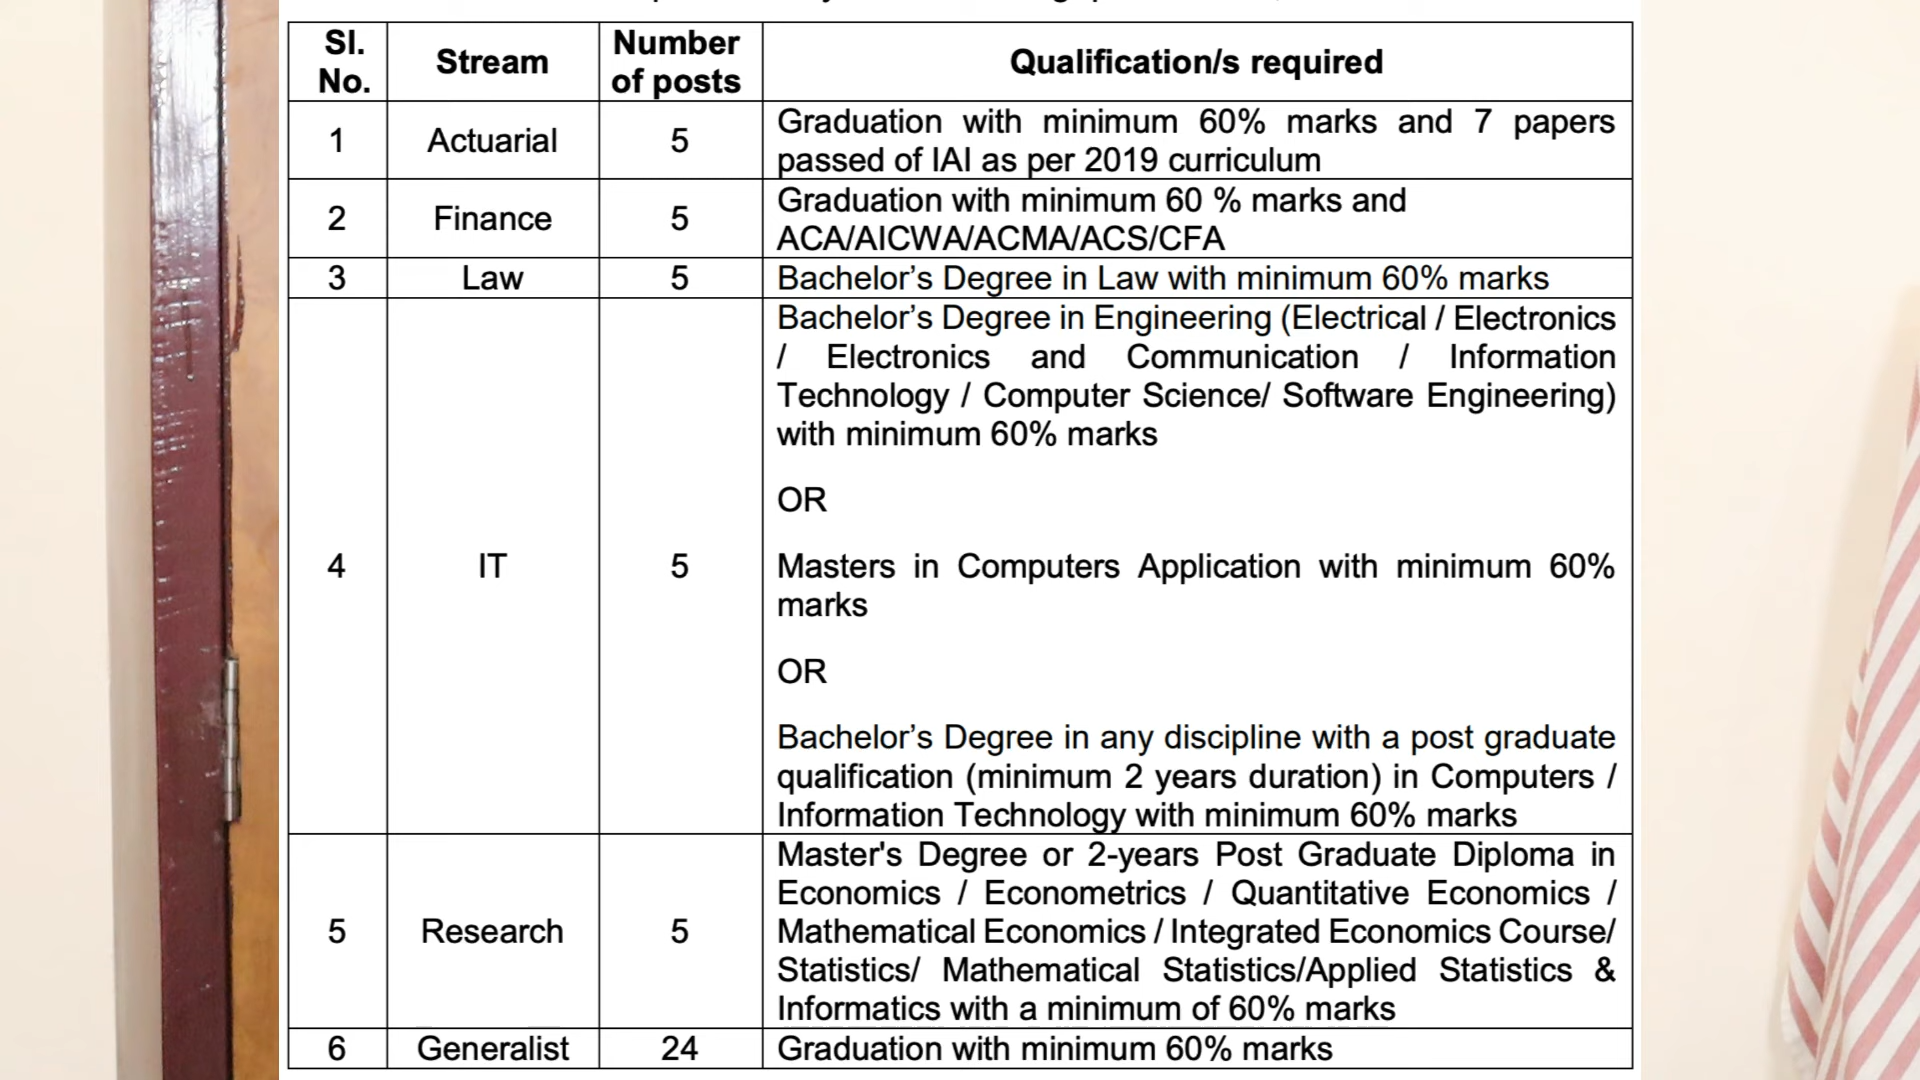 Sl. No.
Stream
Number of posts
Qualification/s required
1
Actuarial
5
Graduation with minimum 60% marks and 7 papers
passed of IAI as per 2019 curriculum
2
Finance
5
Graduation with minimum 60 % marks and
ACA/AICWA/ACMA/ACS/CFA
3
Law
5
Bachelor’s Degree in Law with minimum 60% marks
4
IT
5
Bachelor’s Degree in Engineering (Electrical / Electronics
/ Electronics and Communication / Information
Technology / Computer Science/ Software Engineering)
with minimum 60% marks
OR
Masters in Computers Application with minimum 60%
marks
OR
Bachelor’s Degree in any discipline with a post graduate
qualification (minimum 2 years duration) in Computers /
Information Technology with minimum 60% marks
5
Research
5
Master's Degree or 2-years Post Graduate Diploma in
Economics / Econometrics / Quantitative Economics /
Mathematical Economics / Integrated Economics Course/
Statistics/ Mathematical Statistics/Applied Statistics &
Informatics with a minimum of 60% marks
6
Generalist
24
Graduation with minimum 60% marks